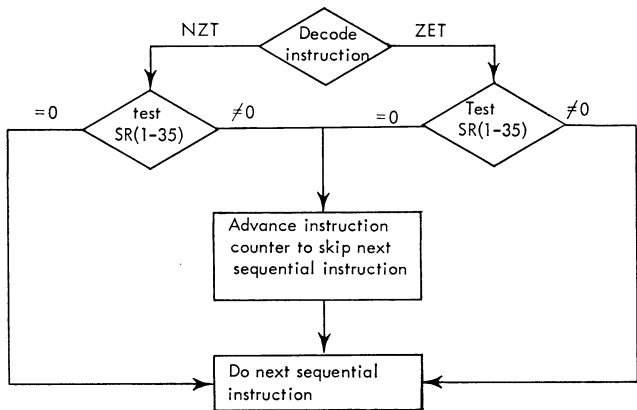 NZT
Decode
instruction
ZET
=0
test
SR(1-35)
≠0
=0
Test
SR(1-35)
≠0
Advance instruction
counter to skip next
sequential instruction
Do next sequential
instruction